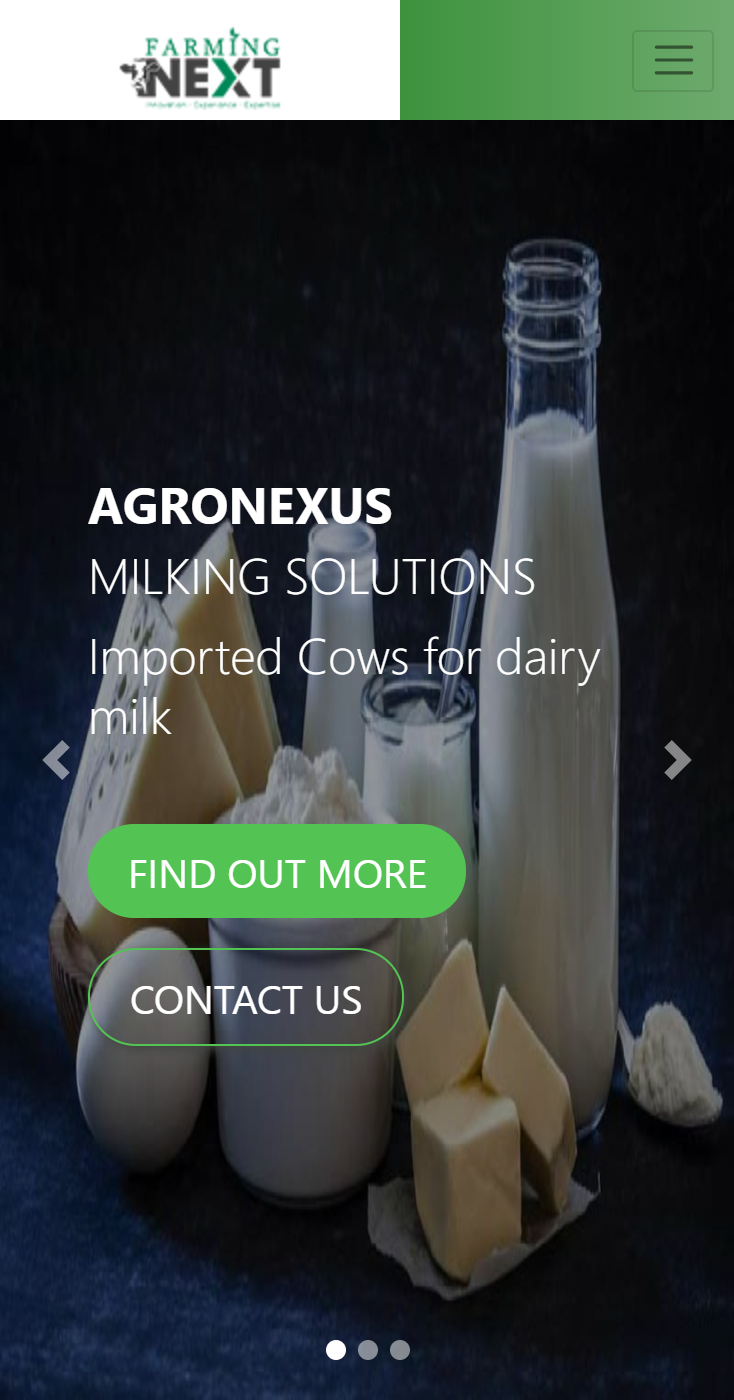 FARMING
NEXT
Innovation - Experience - Expertise
AGRONEXUS
MILKING SOLUTIONS
Imported Cows for dairy
milk
FIND OUT MORE
CONTACT US